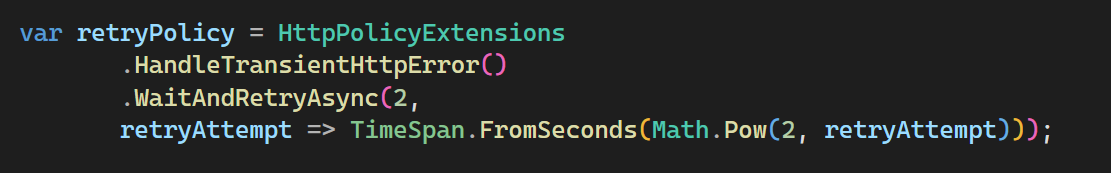 var retryPolicy = HttpPolicyExtensions
.HandleTransientHttpError()
.WaitAndRetryAsync(2,
retryAttempt => TimeSpan.FromSeconds(Math.Pow(2, retryAttempt)));